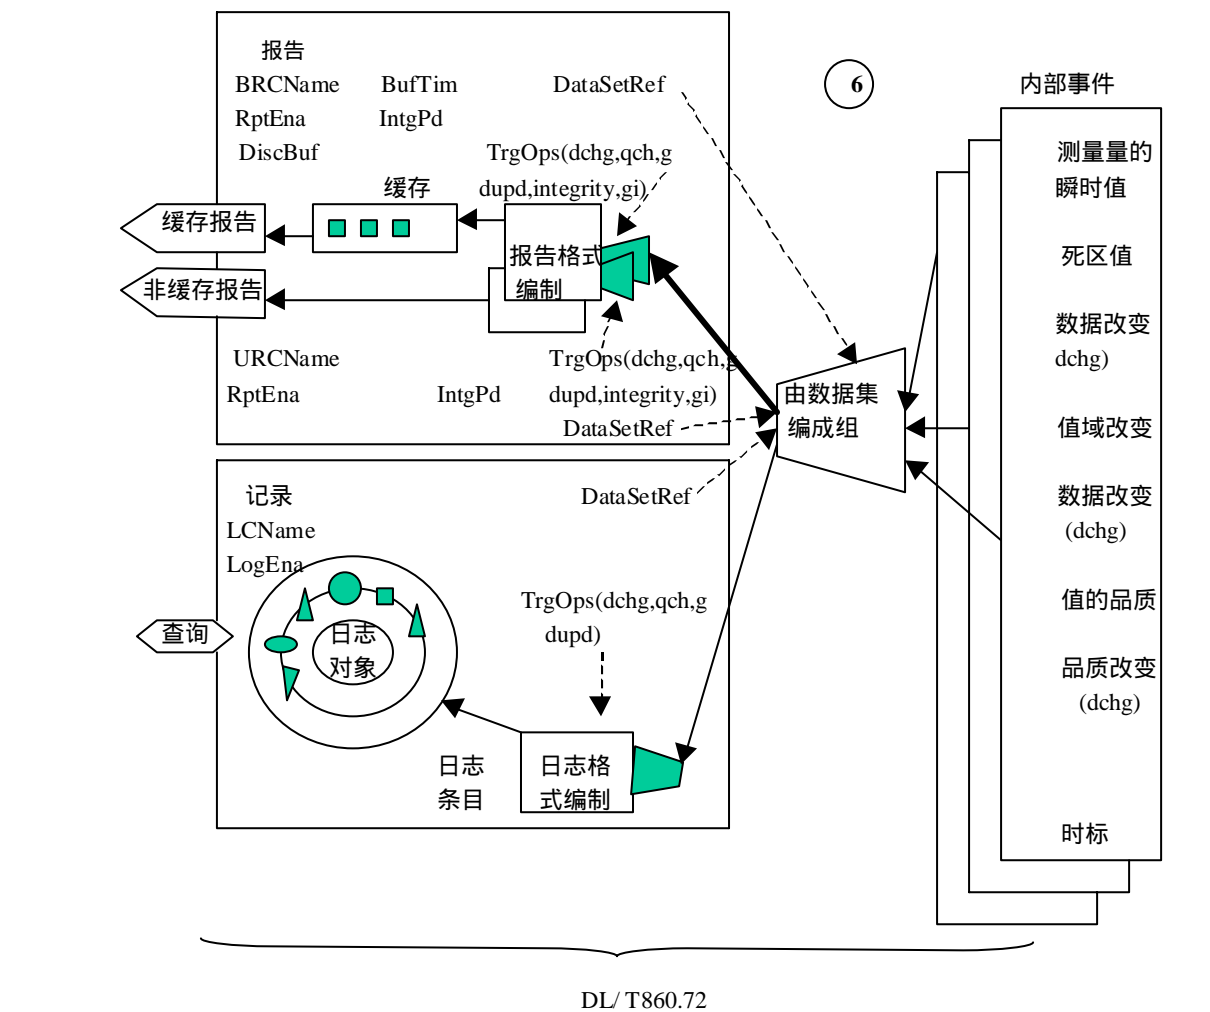 报告
BRCName
BufTim
DataSetRef
RptEna
IntgPd
DiscBuf
TrgOps(dchg,qch,g
dupd,integrity,gi)
缓存
缓存报告
报告格式
编制
非缓存报告
URCName
TrgOps(dchg,qch,g
RptEna
IntgPd
dupd,integrity,gi)
DataSetRef
记录
DataSetRef
LCName
LogEna
TrgOps(dchg,qch,g
dupd)
查询
日志
对象
日志
条目
日志格
式编制
6
由数据集
编成组
内部事件
测量量的
瞬时值
死区值
数据改变
dchg)
值域改变
数据改变
(dchg)
值的品质
品质改变
(dchg)
时标
DL/ T860.72